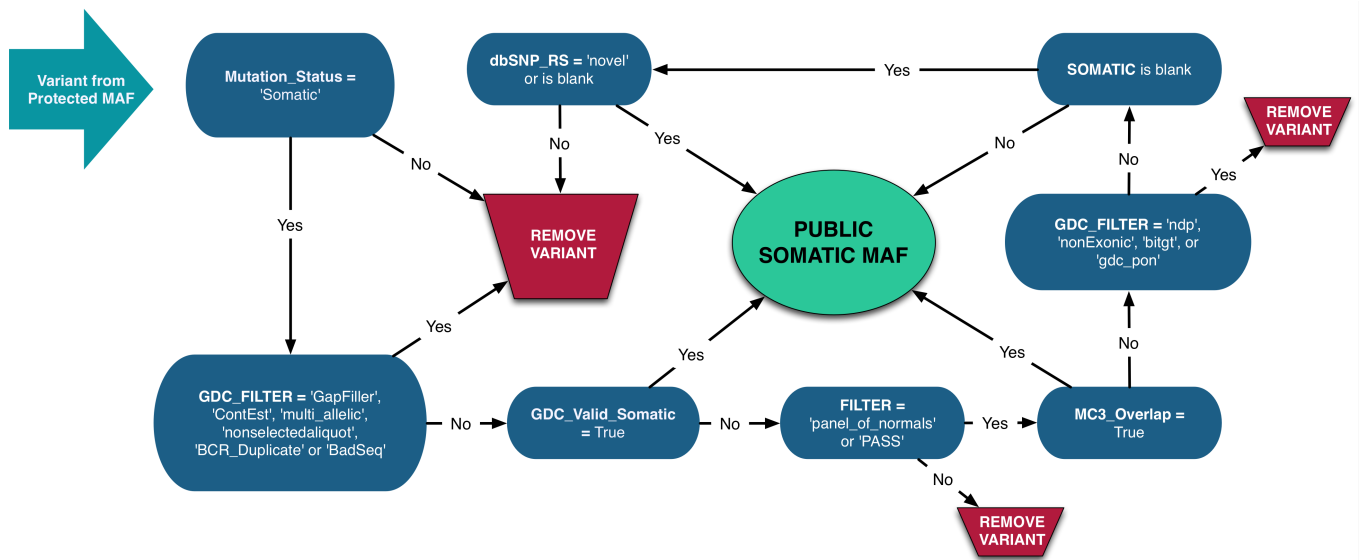 Variant from
Protected MAF
Mutation_Status =
'Somatic'
Yes
No
dbSNP_RS = 'novel'
or is blank
No
Yes
Yes
SOMATIC is blank
No
No
REMOVE
VARIANT
Yes
REMOVE
VARIANT
PUBLIC
SOMATIC MAF
GDC_FILTER = 'ndp',
'nonExonic', 'bitgt', or
'gdc_pon'
Yes
Yes
Yes
No
GDC_FILTER = 'GapFiller',
'ContEst', 'multi_allelic',
'nonselectedaliquot',
'BCR_Duplicate' or 'BadSeq'
No
GDC_Valid_Somatic
= True
No
FILTER =
'panel_of_normals'
or 'PASS'
Yes
MC3_Overlap =
True
No
REMOVE
VARIANT